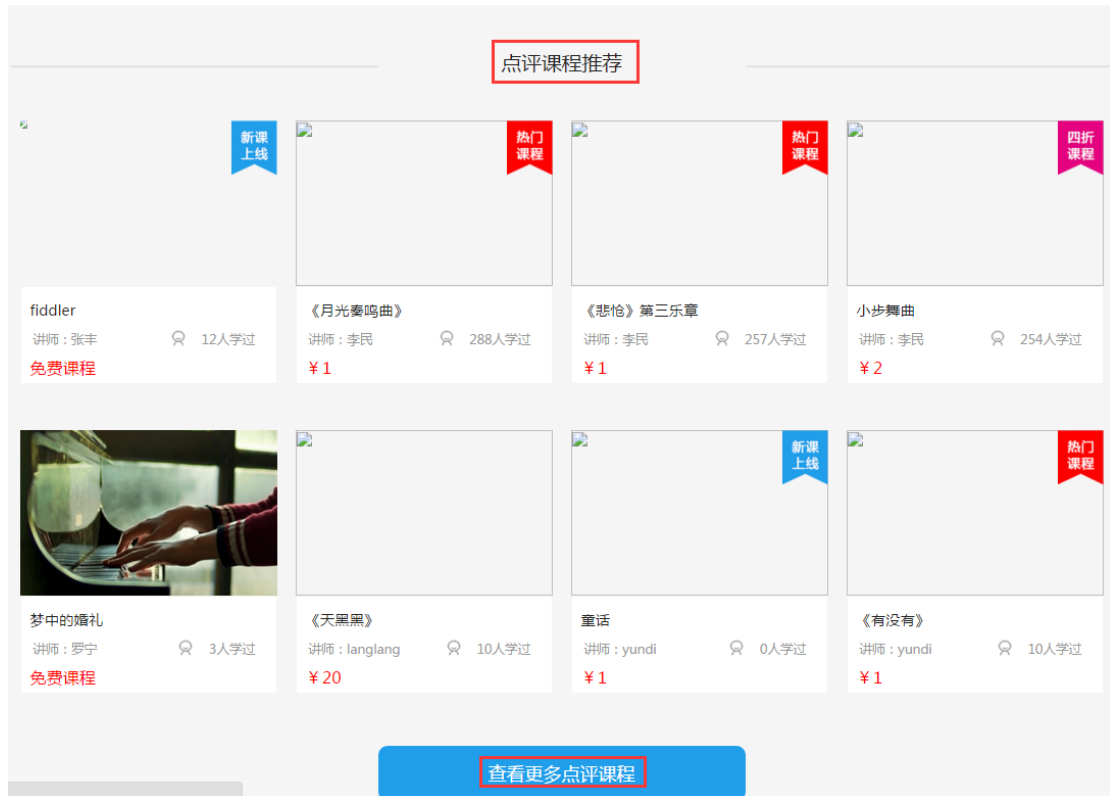 点评课程推荐
新课
上线
热门
课程
热门
课程
四折
课程
fiddler
讲师：张丰 12人学过
免费课程
《月光奏鸣曲》
讲师：李民 288人学过
¥ 1
《悲怆》第三乐章
讲师：李民 257人学过
¥ 1
小步舞曲
讲师：李民 254人学过
¥ 2
新课
上线
热门
课程
梦中的婚礼
讲师：罗宁 3人学过
免费课程
《天黑黑》
讲师：langlang 10人学过
¥ 20
童话
讲师：yundi 0人学过
¥ 1
《有没有》
讲师：yundi 10人学过
¥ 1
查看更多点评课程